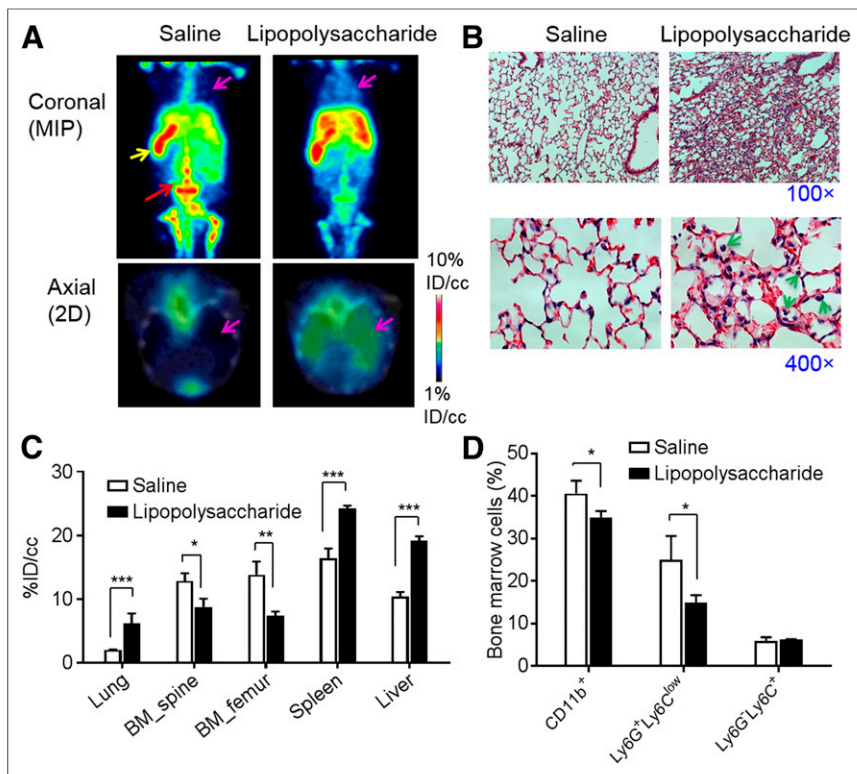 A
Saline Lipopolysaccharide
Coronal
(MIP)
Axial
(2D)
10%
ID/cc
1%
ID/cc
B
Saline Lipopolysaccharide
100×
400×
C
%ID/cc
30
20
10
0
Saline
Lipopolysaccharide
***
*
**
***
***
Lung
BM_spine
BM_femur
Spleen
Liver
D
Bone marrow cells (%)
50
40
30
20
10
0
Saline
Lipopolysaccharide
*
*
CD11b⁺
Ly6G⁺Ly6Cˡᵒʷ
Ly6G⁻Ly6C⁺